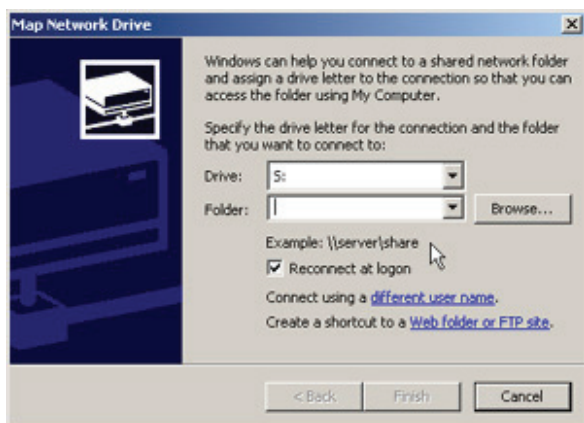 Map Network Drive
Windows can help you connect to a shared network folder
and assign a drive letter to the connection so that you can
access the folder using My Computer.
Specify the drive letter for the connection and the folder
that you want to connect to:
Drive: S:
Folder: Browse...
Example: \\server\share
Reconnect at logon
Connect using a different user name.
Create a shortcut to a Web folder or FTP site.
< Back Finish Cancel